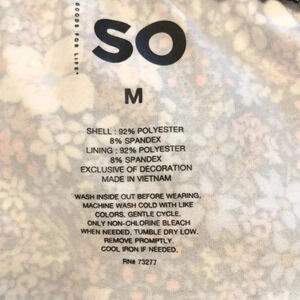 GOODS FOR LIFE
SO
M
SHELL : 92% POLYESTER
8% SPANDEX
LINING : 92% POLYESTER
8% SPANDEX
EXCLUSIVE OF DECORATION
MADE IN VIETNAM
WASH INSIDE OUT BEFORE WEARING.
MACHINE WASH COLD WITH LIKE
COLORS. GENTLE CYCLE.
ONLY NON-CHLORINE BLEACH
WHEN NEEDED. TUMBLE DRY LOW.
REMOVE PROMPTLY.
COOL IRON IF NEEDED.
RN# 73277